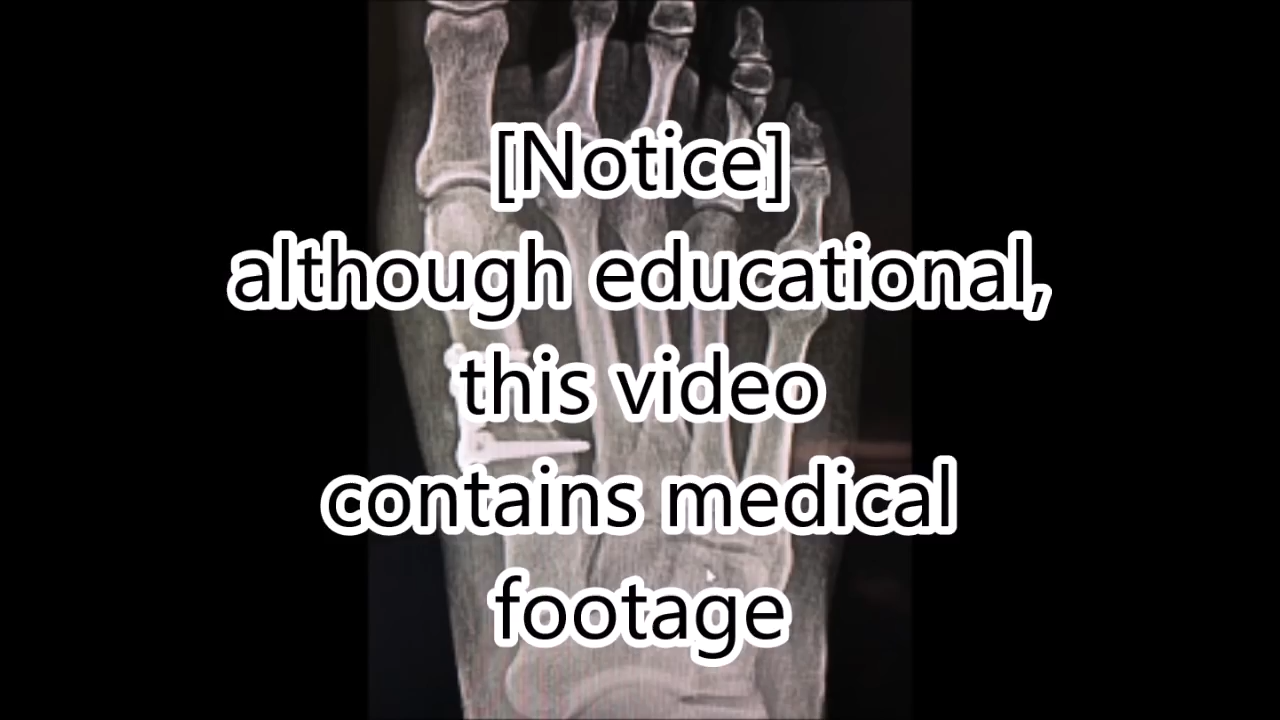 [Notice]
although educational,
this video
contains medical
footage